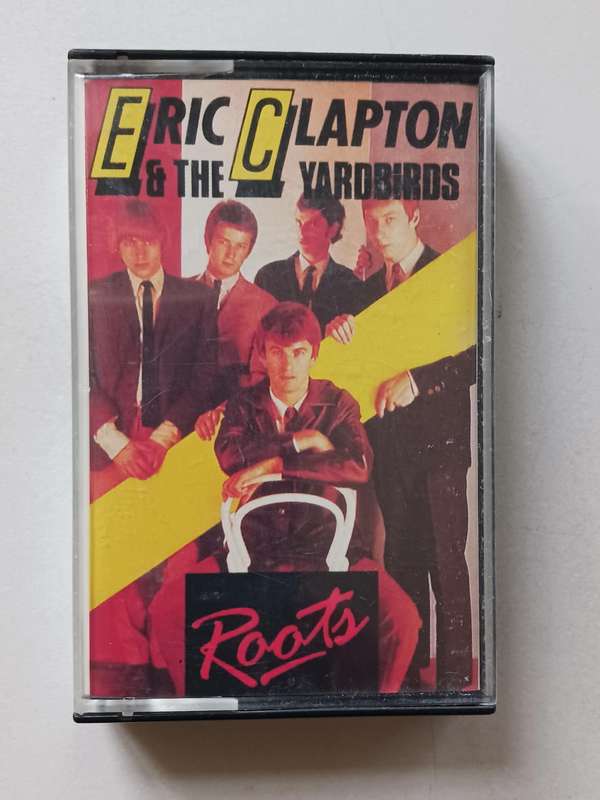 ERIC CLAPTON
& THE YARDBIRDS
Roots